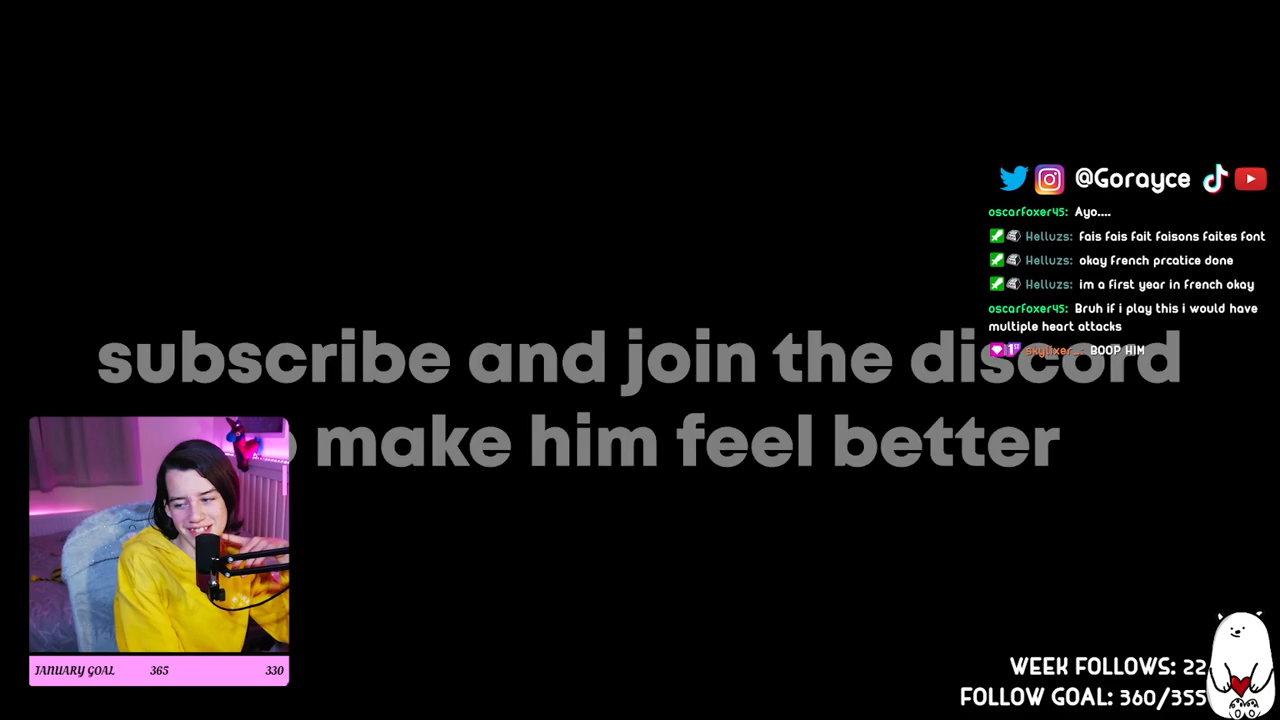 @Gorayce
oscarfoxer45: Ayo....
Helluzs: fais fais fait faisons faites font
Helluzs: okay french prcatice done
Helluzs: im a first year in french okay
oscarfoxer45: Bruh if i play this i would have
multiple heart attacks
BOOP HIM
subscribe and join the discord
make him feel better
JANUARY GOAL 365 330
WEEK FOLLOWS: 22
FOLLOW GOAL: 360/355